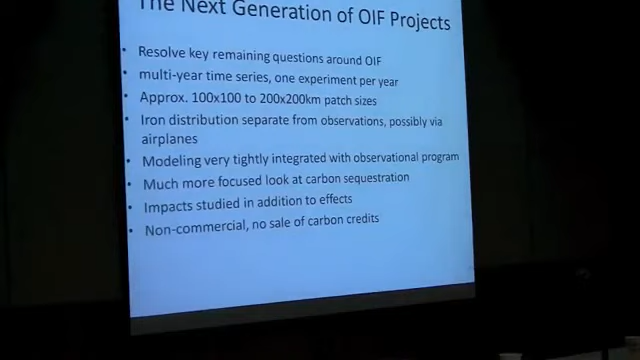 The Next Generation of OIF Projects
• Resolve key remaining questions around OIF
• multi-year time series, one experiment per year
• Approx. 100x100 to 200x200km patch sizes
• Iron distribution separate from observations, possibly via
airplanes
• Modeling very tightly integrated with observational program
• Much more focused look at carbon sequestration
• Impacts studied in addition to effects
• Non-commercial, no sale of carbon credits